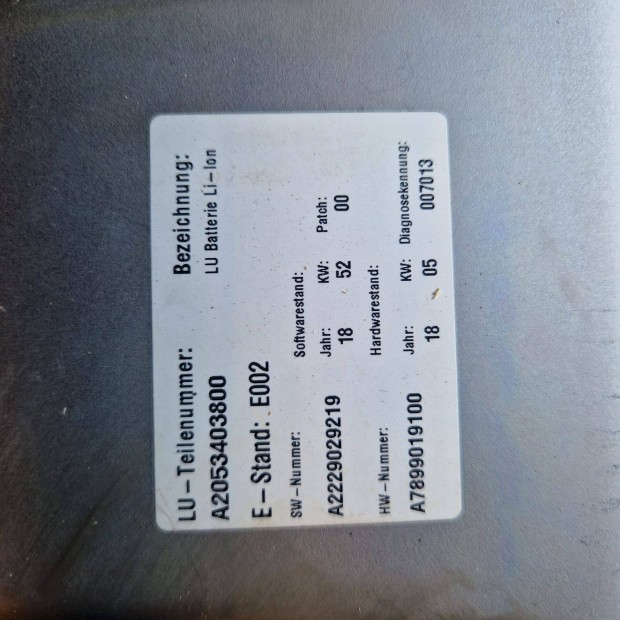 LU-Teilenummer: Bezeichnung:
A2053403800 LU Batterie Li-Ion
E-Stand: E002
SW-Nummer: Softwarestand:
Jahr: KW: Patch:
A2229029219 18 52 00
HW-Nummer: Hardwarestand:
Jahr: KW: Diagnosekennung:
A7899019100 18 05 007013